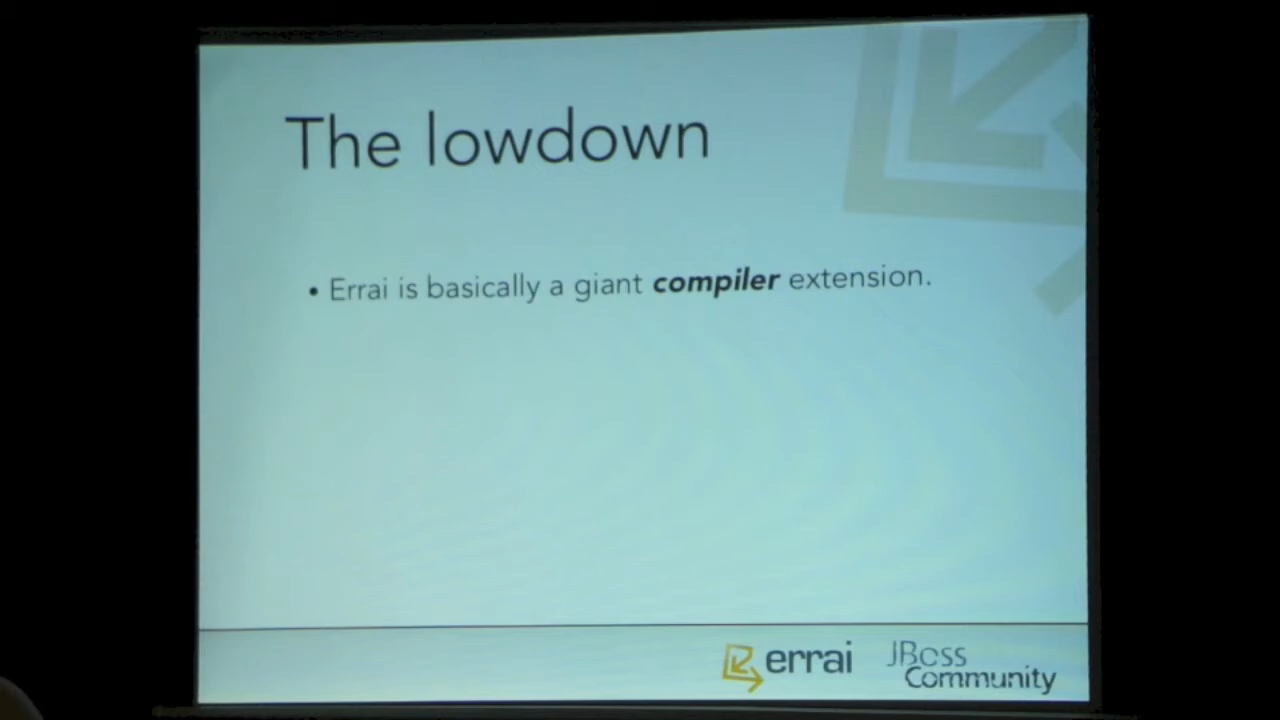 The lowdown
• Errai is basically a giant compiler extension.
errai
JBoss
Community